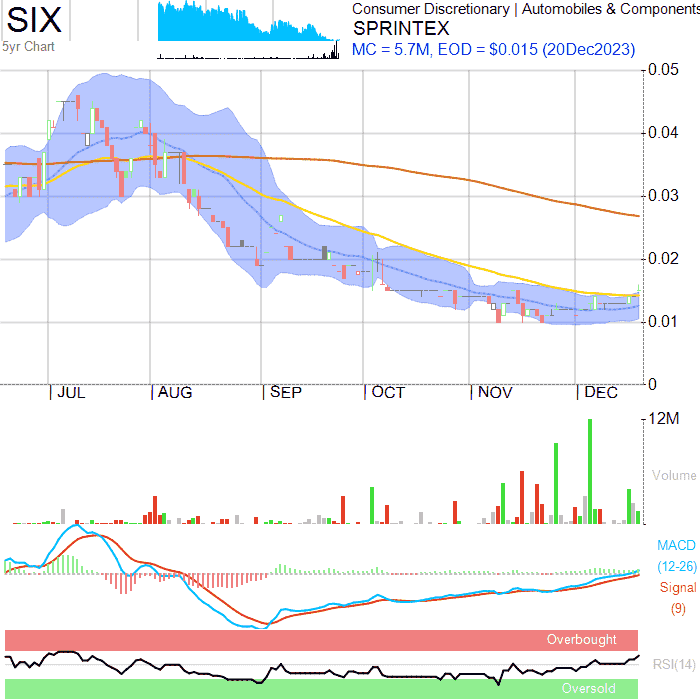 SIX
5yr Chart
Consumer Discretionary | Automobiles & Components
SPRINTEX
MC = 5.7M, EOD = $0.015 (20Dec2023)
0.05
0.04
0.03
0.02
0.01
0
JUL AUG SEP OCT NOV DEC
12M
Volume
MACD
(12-26)
Signal
(9)
Overbought
RSI(14)
Oversold